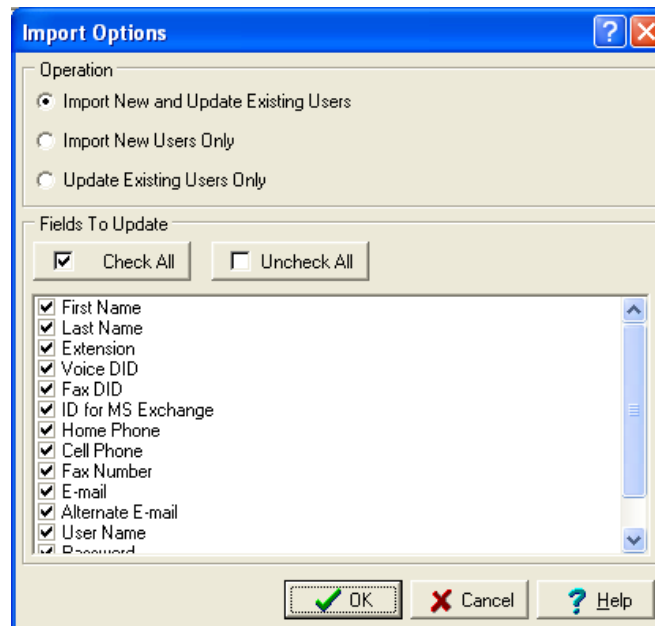 Import Options
Operation
Import New and Update Existing Users
Import New Users Only
Update Existing Users Only
Fields To Update
Check All
Uncheck All
First Name
Last Name
Extension
Voice DID
Fax DID
ID for MS Exchange
Home Phone
Cell Phone
Fax Number
E-mail
Alternate E-mail
User Name
Password
OK
Cancel
Help